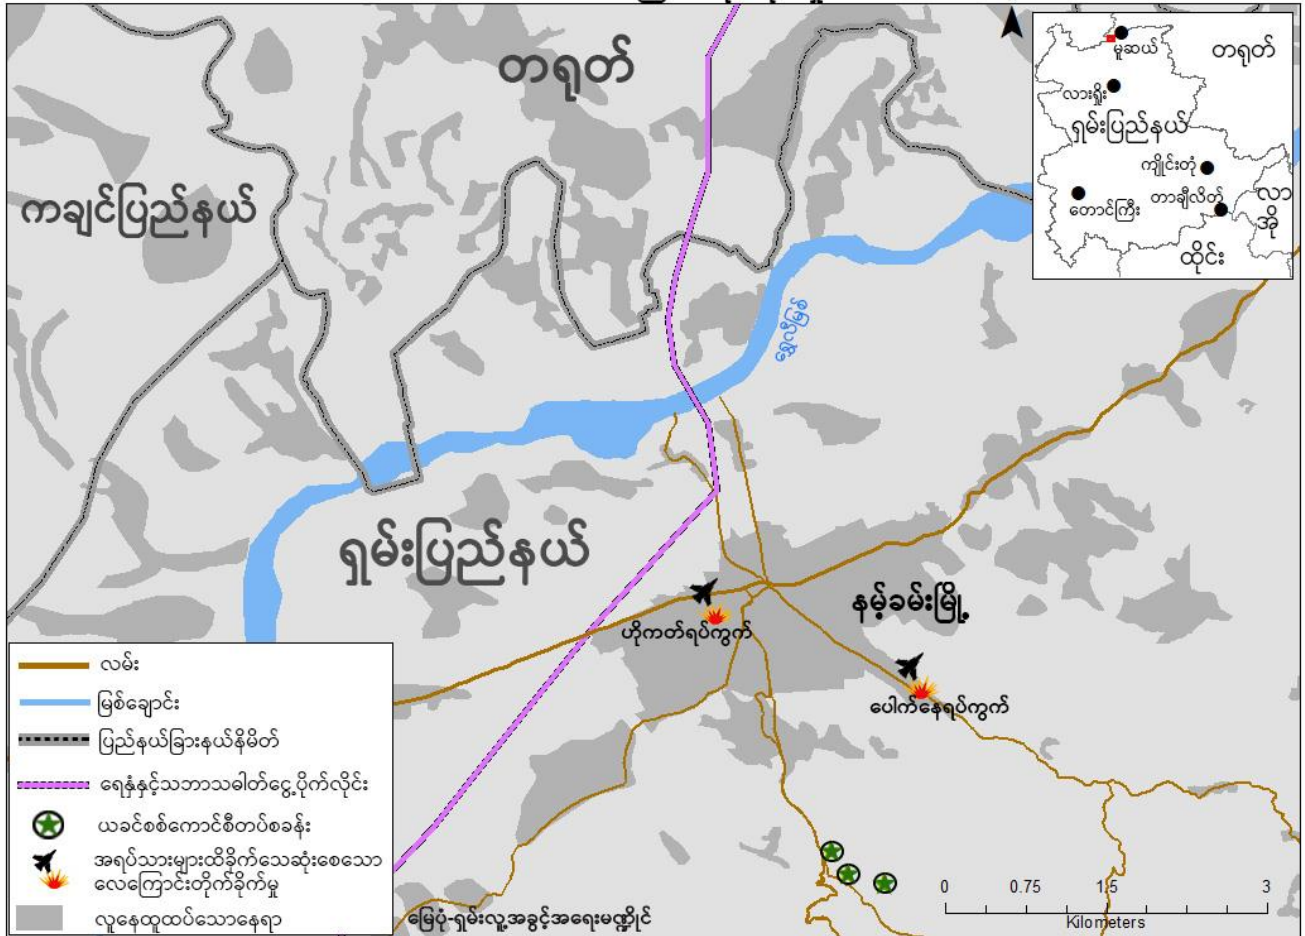 တရုတ်
ကချင်ပြည်နယ်
ရွှေလီမြစ်
ရှမ်းပြည်နယ်
နမ့်ခမ်းမြို့
ဟိုကတ်ရပ်ကွက်
ပေါက်နေရပ်ကွက်
မူဆယ်
တရုတ်
လားရှိုး
ရှမ်းပြည်နယ်
ကျိုင်းတုံ
တောင်ကြီး
တာချီလိတ်
လာ
အို
ထိုင်း
လမ်း
မြစ်ချောင်း
ပြည်နယ်ခြားနယ်နိမိတ်
ရေနံနှင့်သဘာသဓါတ်ငွေ့ပိုက်လိုင်း
ယခင်စစ်ကောင်စီတပ်စခန်း
အရပ်သားများထိခိုက်သေဆုံးစေသော
လေကြောင်းတိုက်ခိုက်မှု
လူနေထူထပ်သောနေရာ
မြေပုံ-ရှမ်းလူ့အခွင့်အရေးမဏ္ဍိုင်
0 0.75 1.5 3
Kilometers